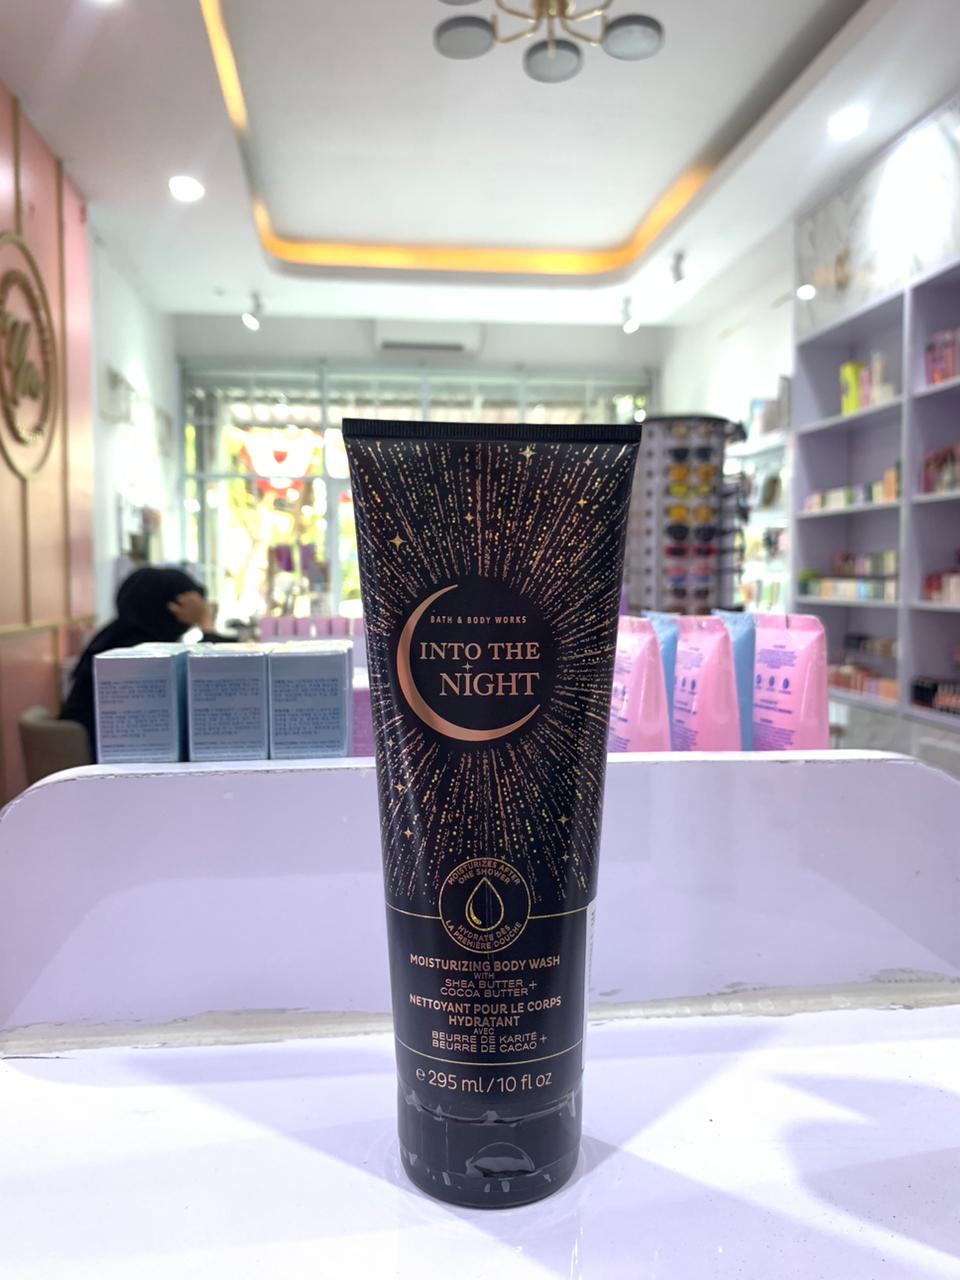 BATH & BODY WORKS
INTO THE
NIGHT
MOISTURIZES AFTER
ONE SHOWER
HYDRATE DÈS
LA PREMIÈRE DOUCHE
MOISTURIZING BODY WASH
WITH
SHEA BUTTER +
COCOA BUTTER
NETTOYANT POUR LE CORPS
HYDRATANT
AVEC
BEURRE DE KARITÉ +
BEURRE DE CACAO
e 295 ml / 10 fl oz